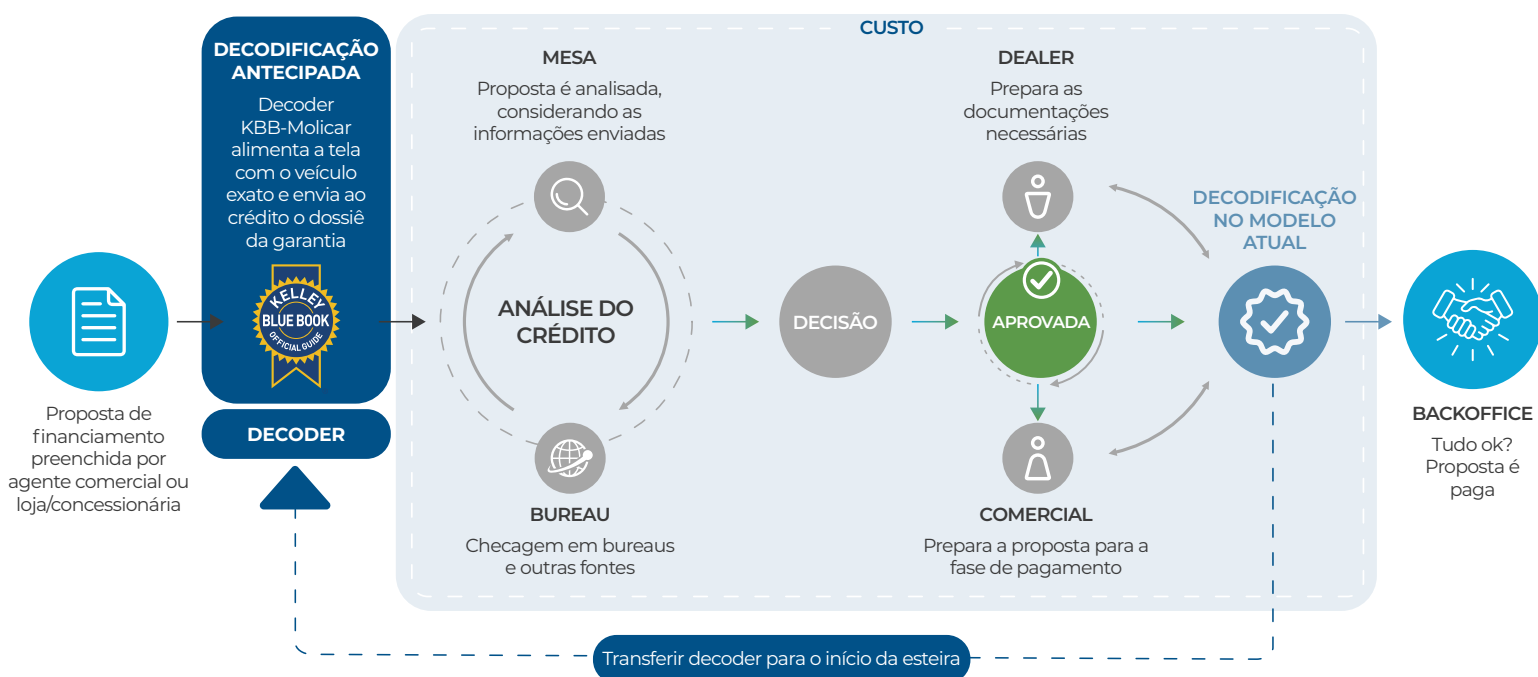 Proposta de
financiamento
preenchida por
agente comercial ou
loja/concessionária
DECODIFICAÇÃO
ANTECIPADA
Decoder
KBB-Molicar
alimenta a tela
com o veículo
exato e envia ao
crédito o dossiê
da garantia
KELLEY
BLUE BOOK
OFFICIAL GUIDE
DECODER
CUSTO
MESA
Proposta é analisada,
considerando as
informações enviadas
ANÁLISE DO
CRÉDITO
BUREAU
Checagem em bureaus
e outras fontes
DECISÃO
DEALER
Prepara as
documentações
necessárias
APROVADA
COMERCIAL
Prepara a proposta para a
fase de pagamento
DECODIFICAÇÃO
NO MODELO
ATUAL
BACKOFFICE
Tudo ok?
Proposta é
paga
Transferir decoder para o início da esteira